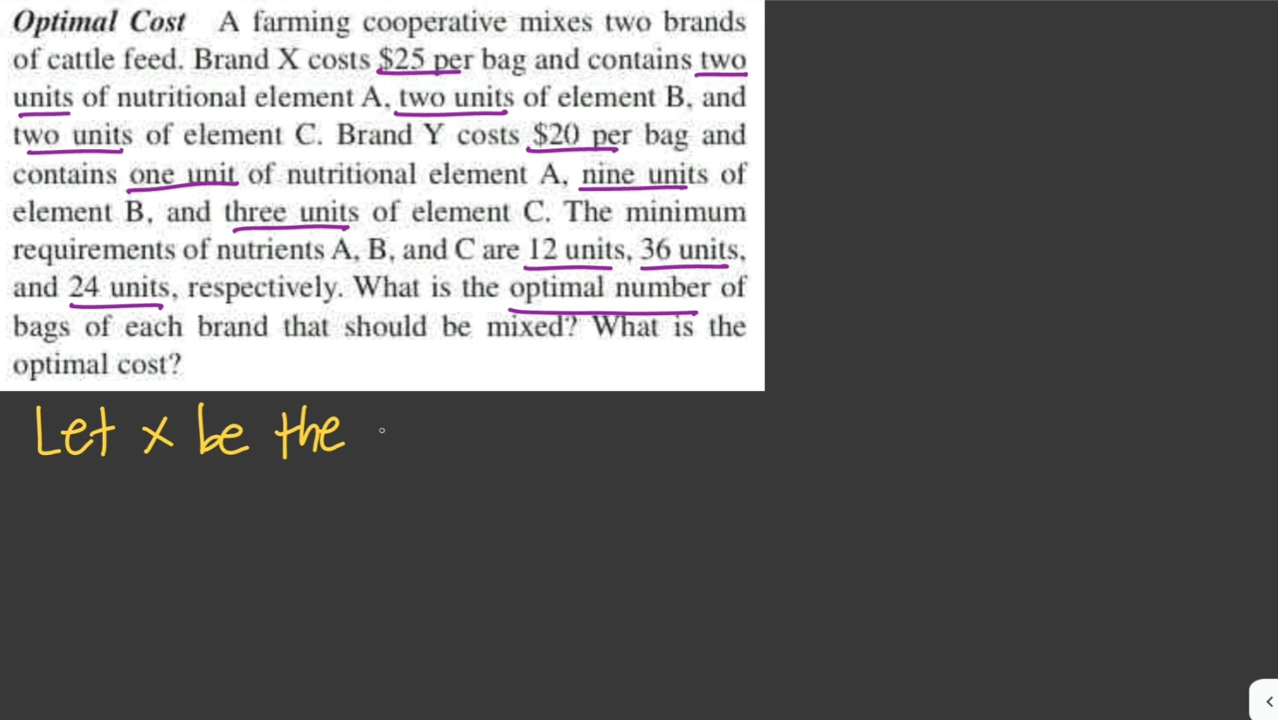 Optimal Cost A farming cooperative mixes two brands
of cattle feed. Brand X costs $25 per bag and contains two
units of nutritional element A, two units of element B, and
two units of element C. Brand Y costs $20 per bag and
contains one unit of nutritional element A, nine units of
element B, and three units of element C. The minimum
requirements of nutrients A, B, and C are 12 units, 36 units,
and 24 units, respectively. What is the optimal number of
bags of each brand that should be mixed? What is the
optimal cost?
Let x be the